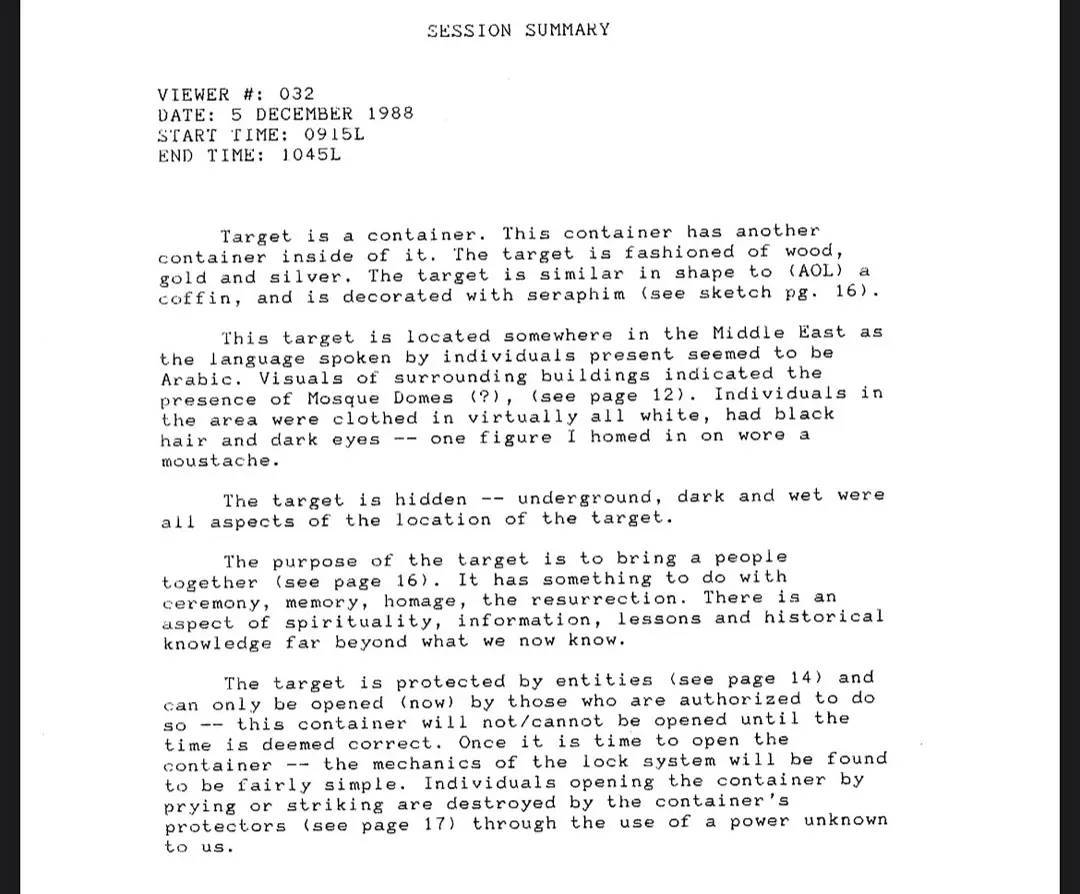 SESSION SUMMARY
VIEWER #: 032
DATE: 5 DECEMBER 1988
START TIME: 0915L
END TIME: 1045L
Target is a container. This container has another
container inside of it. The target is fashioned of wood,
gold and silver. The target is similar in shape to (AOL) a
coffin, and is decorated with seraphim (see sketch pg. 16).
This target is located somewhere in the Middle East as
the language spoken by individuals present seemed to be
Arabic. Visuals of surrounding buildings indicated the
presence of Mosque Domes (?), (see page 12). Individuals in
the area were clothed in virtually all white, had black
hair and dark eyes -- one figure I homed in on wore a
moustache.
The target is hidden -- underground, dark and wet were
all aspects of the location of the target.
The purpose of the target is to bring a people
together (see page 16). It has something to do with
ceremony, memory, homage, the resurrection. There is an
aspect of spirituality, information, lessons and historical
knowledge far beyond what we now know.
The target is protected by entities (see page 14) and
can only be opened (now) by those who are authorized to do
so -- this container will not/cannot be opened until the
time is deemed correct. Once it is time to open the
container -- the mechanics of the lock system will be found
to be fairly simple. Individuals opening the container by
prying or striking are destroyed by the container's
protectors (see page 17) through the use of a power unknown
to us.